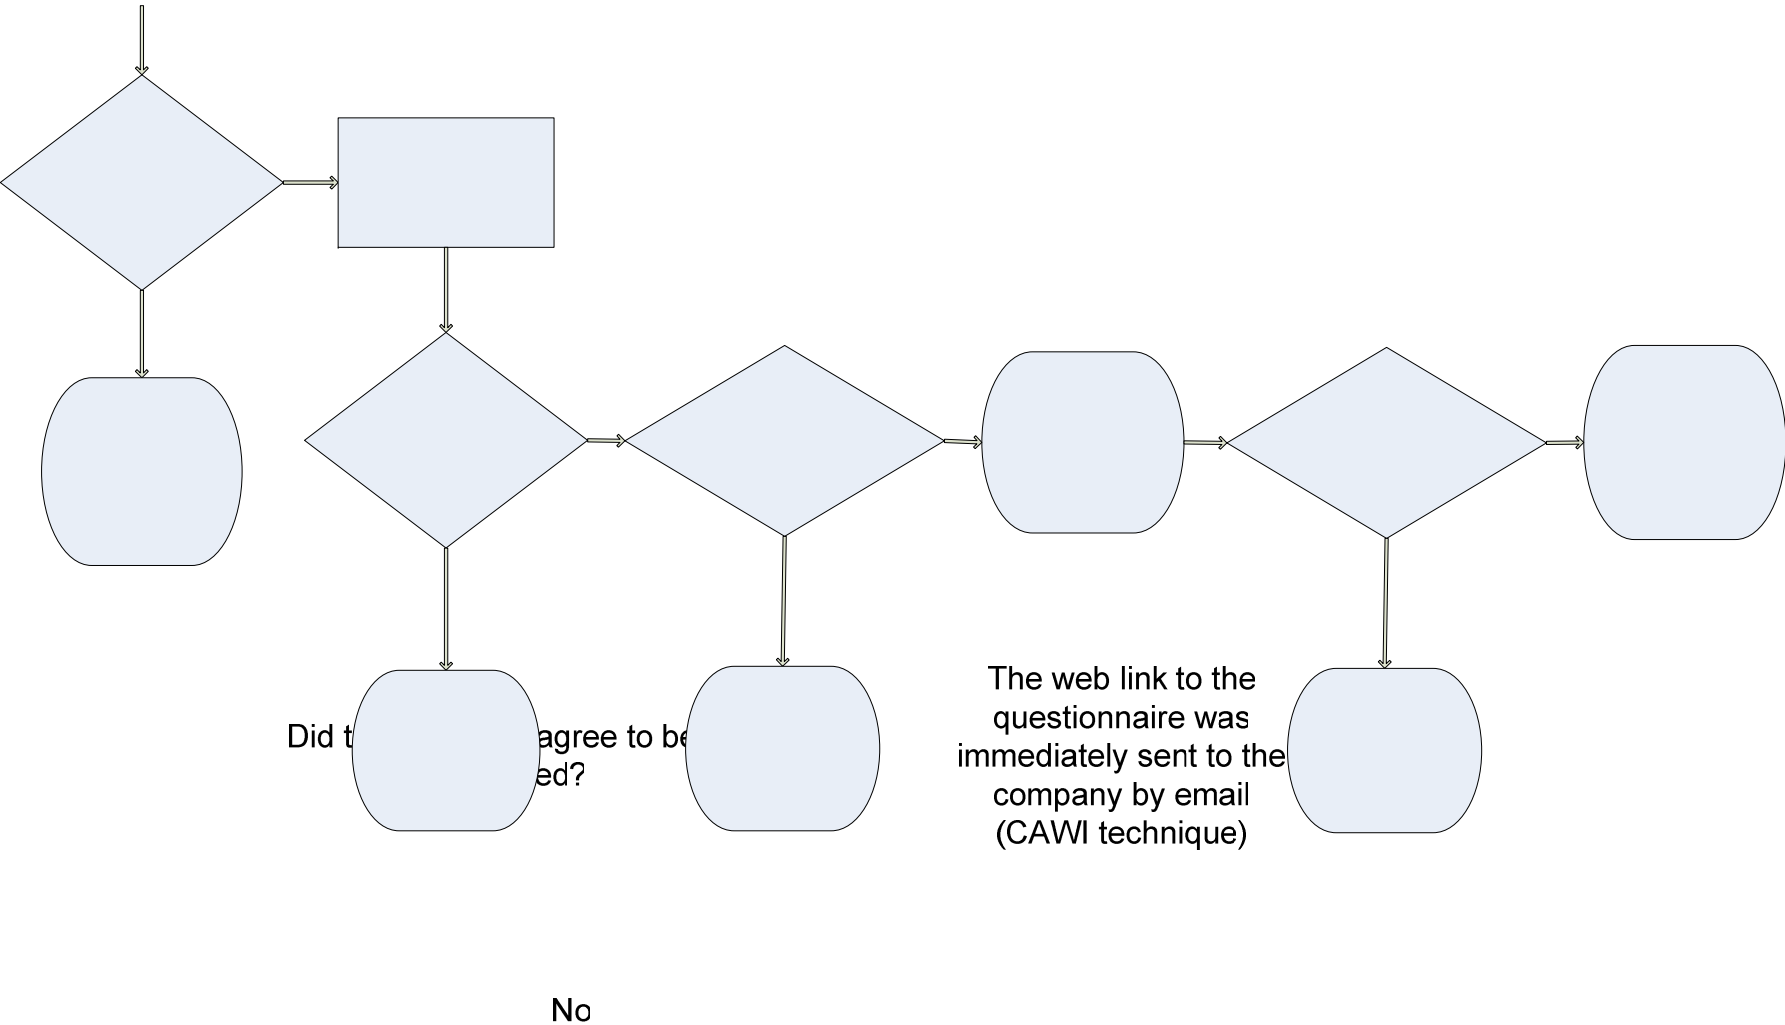 Did t agree to be
ed?
The web link to the
questionnaire was
immediately sent to the
company by email
(CAWI technique)
No